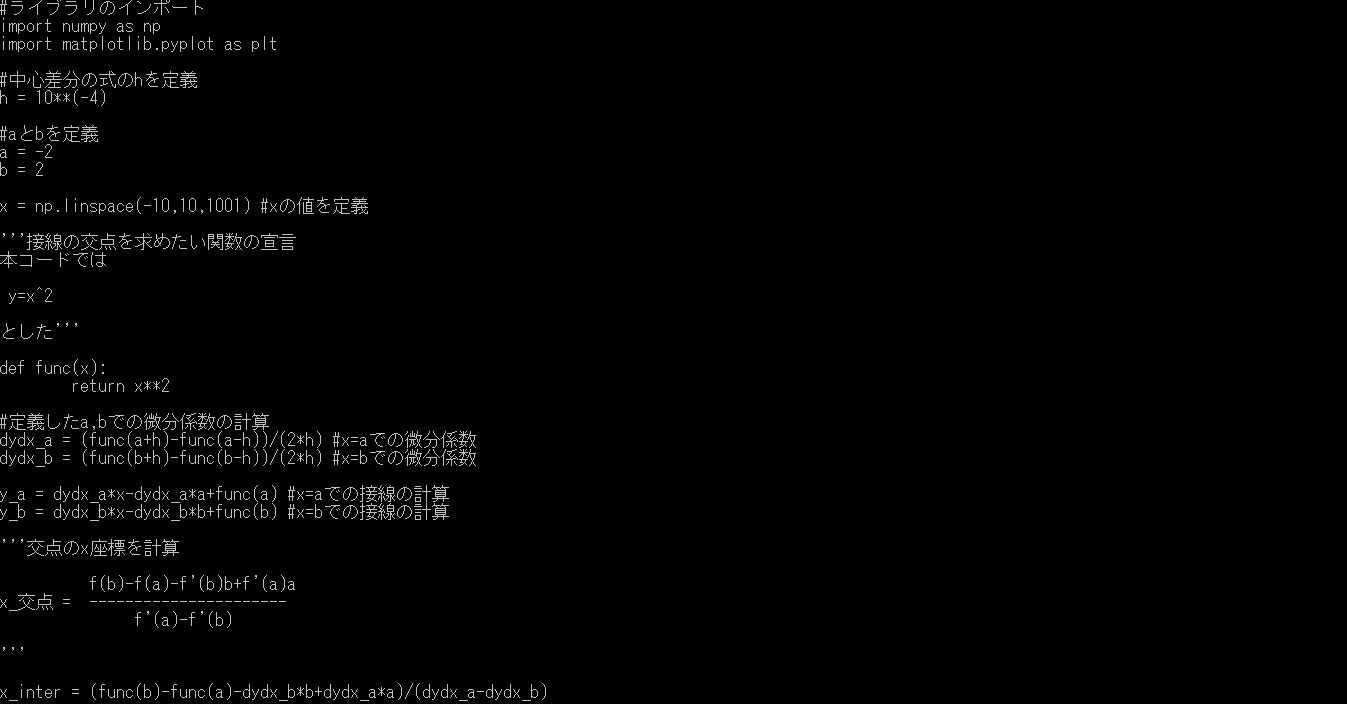 #ライブラリのインポート
import numpy as np
import matplotlib.pyplot as plt
#中心差分の式のhを定義
h = 10**(-4)
#aとbを定義
a = -2
b = 2
x = np.linspace(-10,10,1001) #xの値を定義
'''接線の交点を求めたい関数の宣言
本コードでは
y=x^2
とした'''
def func(x):
return x**2
#定義したa,bでの微分係数の計算
dydx_a = (func(a+h)-func(a-h))/(2*h) #x=aでの微分係数
dydx_b = (func(b+h)-func(b-h))/(2*h) #x=bでの微分係数
y_a = dydx_a*x-dydx_a*a+func(a) #x=aでの接線の計算
y_b = dydx_b*x-dydx_b*b+func(b) #x=bでの接線の計算
'''交点のx座標を計算
f(b)-f(a)-f'(b)b+f'(a)a
x_交点 = ----------------------
f'(a)-f'(b)
'''
x_inter = (func(b)-func(a)-dydx_b*b+dydx_a*a)/(dydx_a-dydx_b)